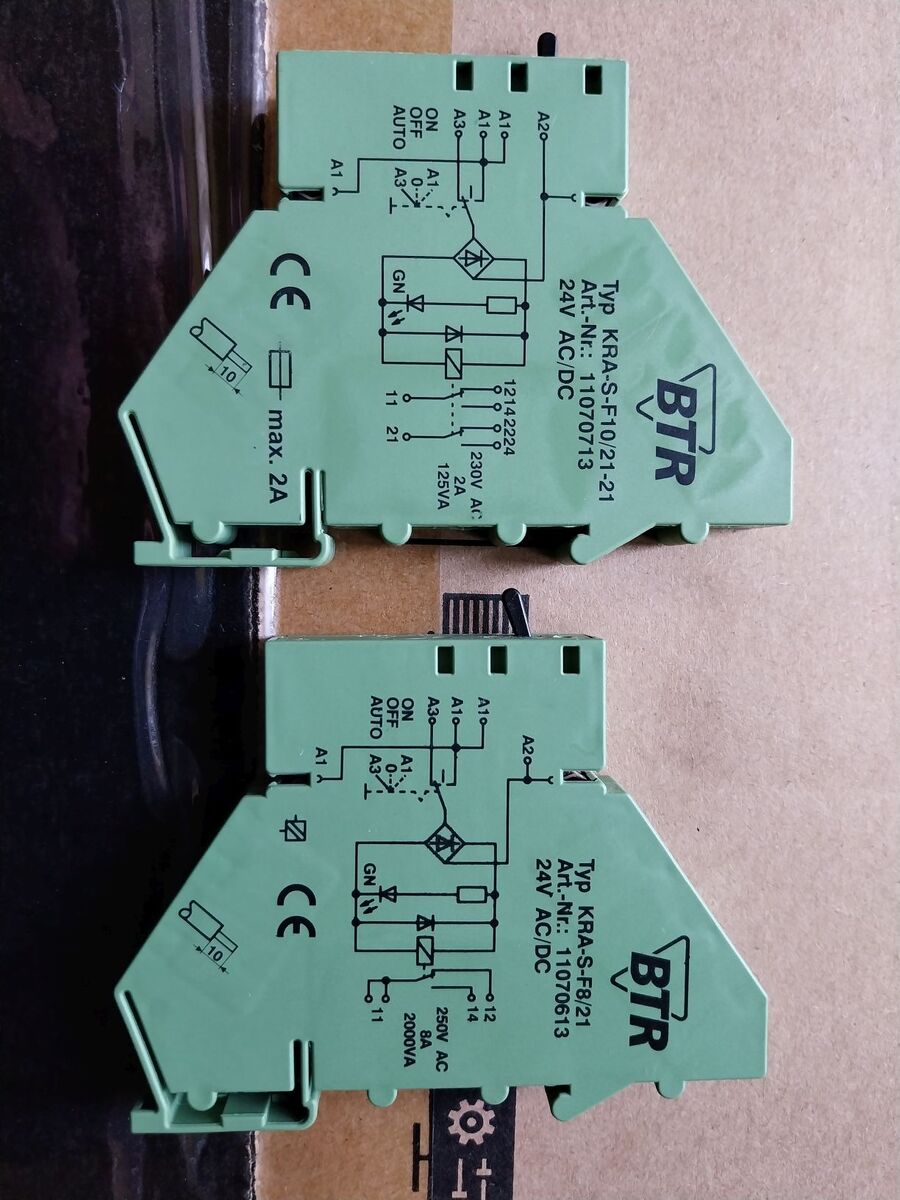 BTR
Typ KRA-S-F10/21-21
Art.-Nr.: 11070713
24V AC/DC
A2
A1
A1
A3
ON
OFF
AUTO
A1
0
A3
A1
GN
12 14 22 24
11
21
230V AC
2A
125VA
CE
10
max. 2A
BTR
Typ KRA-S-F8/21
Art.-Nr.: 11070613
24V AC/DC
A2
A1
A1
A3
ON
OFF
AUTO
A1
0
A3
A1
GN
12
14
11
250V AC
8A
2000VA
CE
10